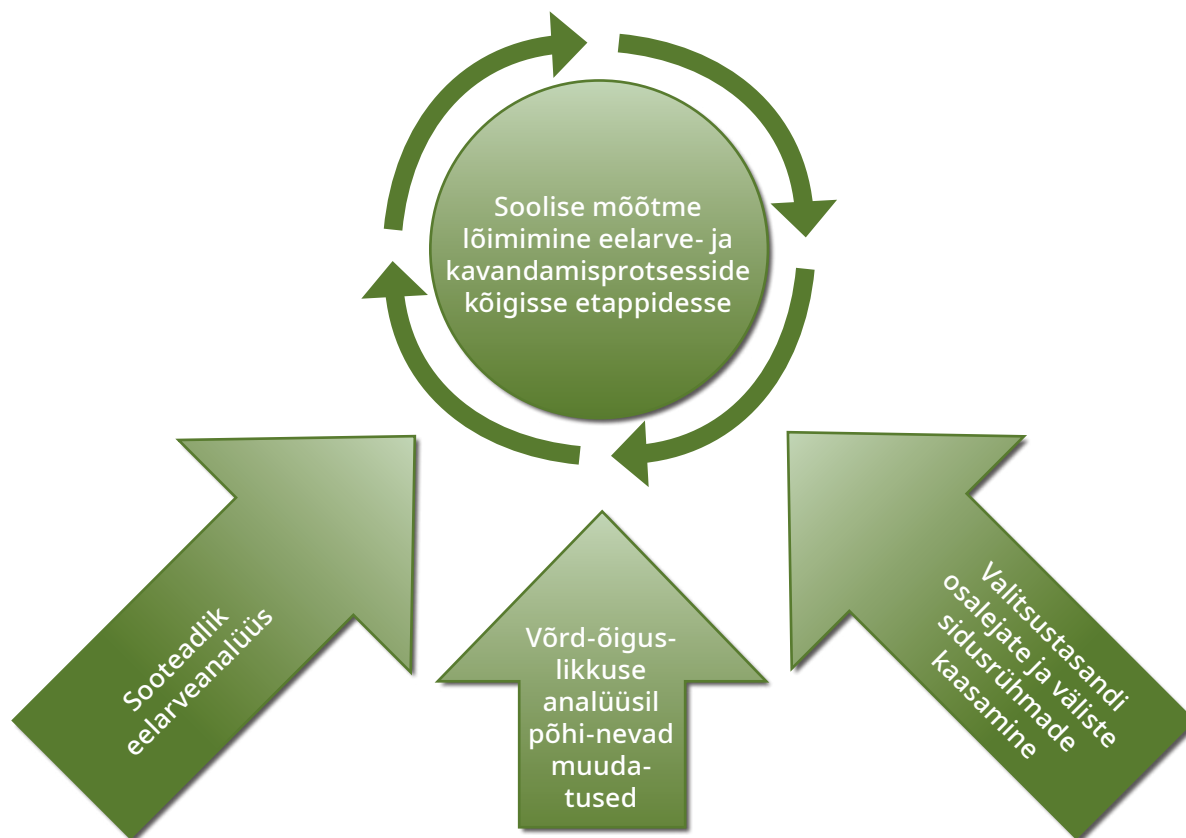 Soolise mõõtme
lõimimine eelarve- ja
kavandamisprotsesside
kõigisse etappidesse
Sooteadlik
eelarveanalüüs
Võrd-õigus-
likkuse
analüüsil
põhi-nevad
muuda-
tused
Valitsustasandi
osalejate ja väliste
sidusrühmade
kaasamine